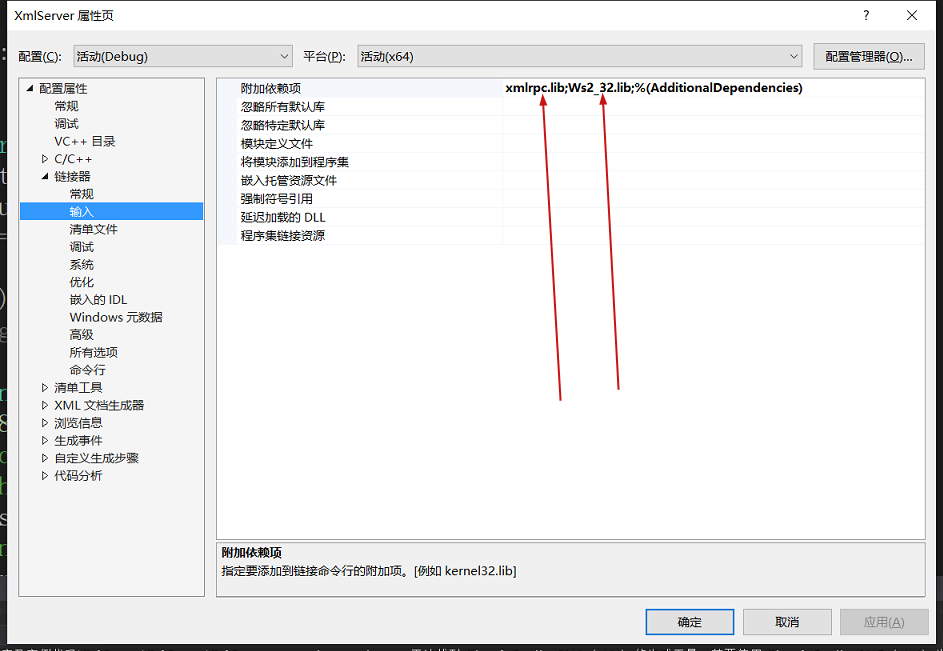 XmlServer 属性页
配置(C): 活动(Debug) 平台(P): 活动(x64) 配置管理器(O)...
配置属性
常规
调试
VC++ 目录
C/C++
链接器
常规
输入
清单文件
调试
系统
优化
嵌入的 IDL
Windows 元数据
高级
所有选项
命令行
清单工具
XML 文档生成器
浏览信息
生成事件
自定义生成步骤
代码分析
附加依赖项 xmlrpc.lib;Ws2_32.lib;%(AdditionalDependencies)
忽略所有默认库
忽略特定默认库
模块定义文件
将模块添加到程序集
嵌入托管资源文件
强制符号引用
延迟加载的 DLL
程序集链接资源
附加依赖项
指定要添加到链接命令行的附加项。[例如 kernel32.lib]
确定 取消 应用(A)